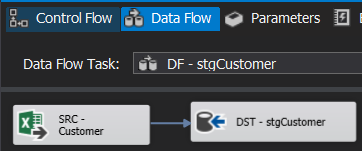 Control Flow
Data Flow
Parameters
Data Flow Task:
DF - stgCustomer
SRC -
Customer
DST - stgCustomer